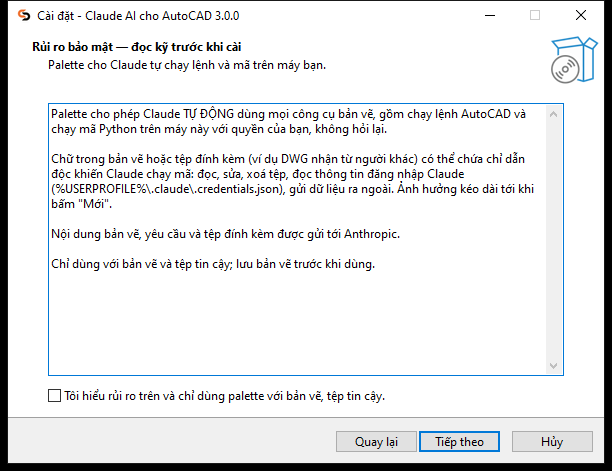 Cài đặt - Claude AI cho AutoCAD 3.0.0
Rủi ro bảo mật — đọc kỹ trước khi cài
Palette cho Claude tự chạy lệnh và mã trên máy bạn.
Palette cho phép Claude TỰ ĐỘNG dùng mọi công cụ bản vẽ, gồm chạy lệnh AutoCAD và
chạy mã Python trên máy này với quyền của bạn, không hỏi lại.
Chữ trong bản vẽ hoặc tệp đính kèm (ví dụ DWG nhận từ người khác) có thể chứa chỉ dẫn
độc khiến Claude chạy mã: đọc, sửa, xoá tệp, đọc thông tin đăng nhập Claude
(%USERPROFILE%\.claude\.credentials.json), gửi dữ liệu ra ngoài. Ảnh hưởng kéo dài tới khi
bấm "Mới".
Nội dung bản vẽ, yêu cầu và tệp đính kèm được gửi tới Anthropic.
Chỉ dùng với bản vẽ và tệp tin cậy; lưu bản vẽ trước khi dùng.
Tôi hiểu rủi ro trên và chỉ dùng palette với bản vẽ, tệp tin cậy.
Quay lại
Tiếp theo
Hủy